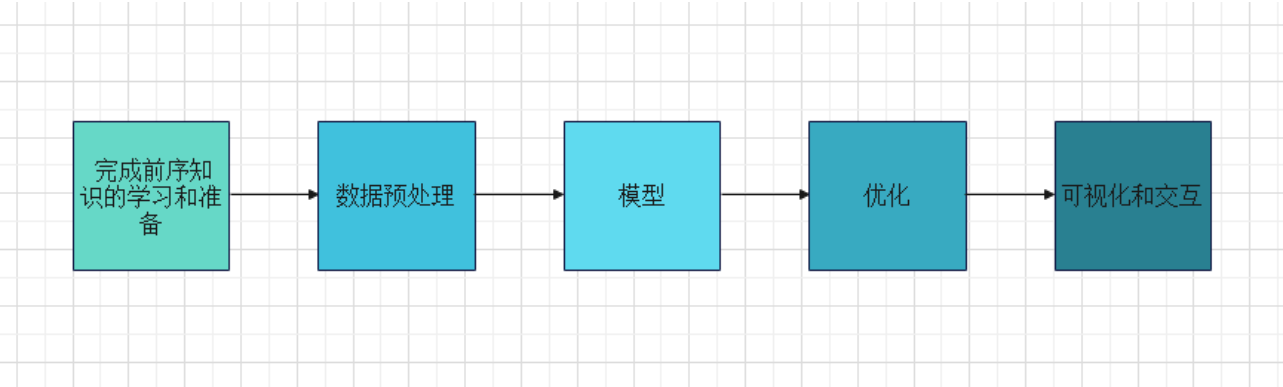 完成前序知
识的学习和准
备
数据预处理
模型
优化
可视化和交互